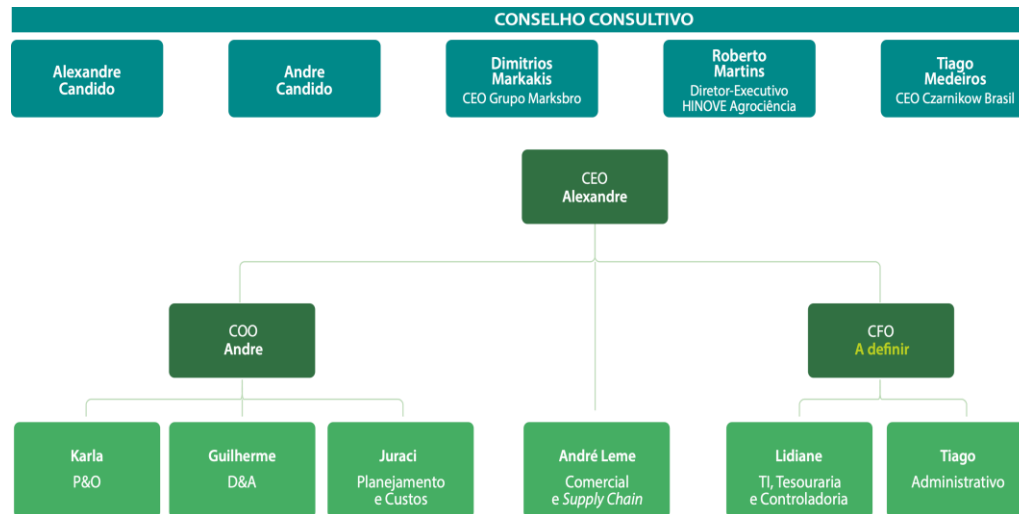 CONSELHO CONSULTIVO
Alexandre
Candido
Andre
Candido
Dimitrios
Markakis
CEO Grupo Marksbro
Roberto
Martins
Diretor-Executivo
HINOVE Agrociência
Tiago
Medeiros
CEO Czarnikow Brasil
CEO
Alexandre
COO
Andre
CFO
A definir
Karla
P&O
Guilherme
D&A
Juraci
Planejamento
e Custos
André Leme
Comercial
e Supply Chain
Lidiane
TI, Tesouraria
e Controladoria
Tiago
Administrativo